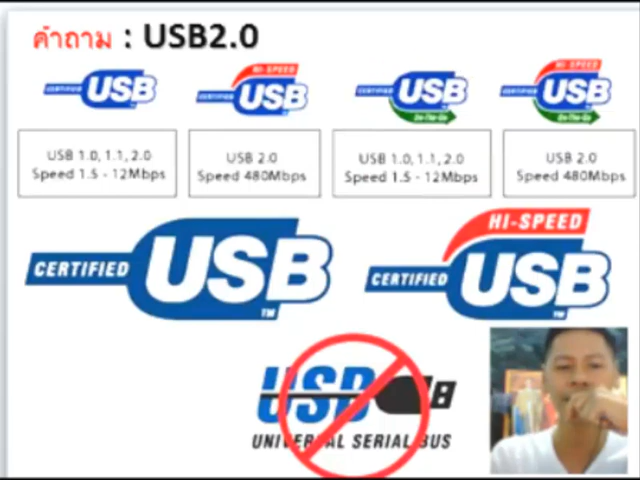 คำถาม : USB2.0
CERTIFIED USB
HI-SPEED
CERTIFIED USB
CERTIFIED USB
On-The-Go
HI-SPEED
CERTIFIED USB
On-The-Go
USB 1.0, 1.1, 2.0
Speed 1.5 - 12Mbps
USB 2.0
Speed 480Mbps
USB 1.0, 1.1, 2.0
Speed 1.5 - 12Mbps
USB 2.0
Speed 480Mbps
CERTIFIED USB TM
HI-SPEED
CERTIFIED USB TM
USB
UNIVERSAL SERIAL BUS